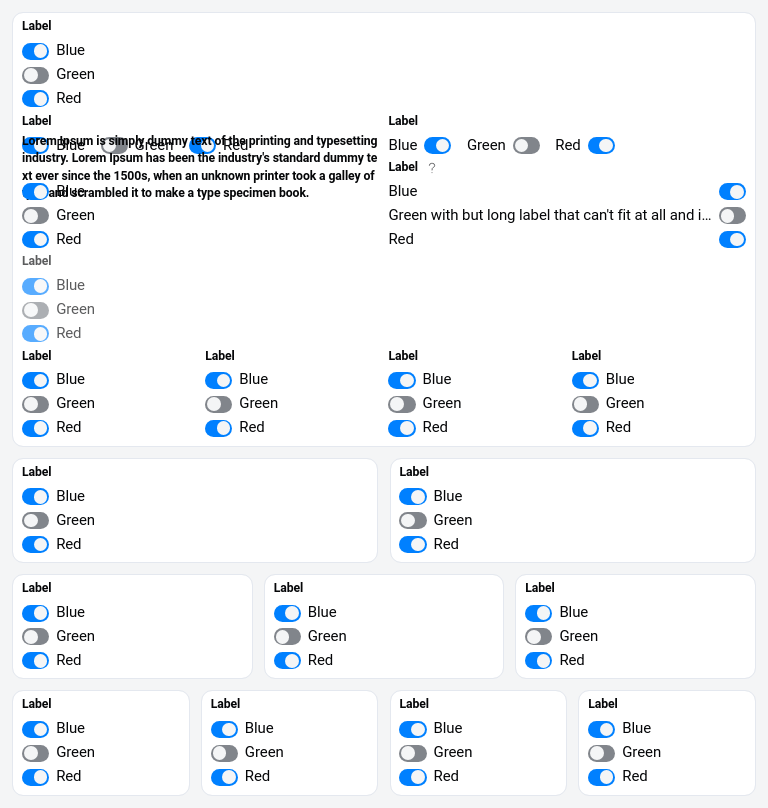 Label
Blue
Green
Red
Label
Blue Green Red
Lorem Ipsum is simply dummy text of the printing and typesetting
industry. Lorem Ipsum has been the industry's standard dummy te
xt ever since the 1500s, when an unknown printer took a galley of
and scrambled it to make a type specimen book.
Blue
Green
Red
Label
Blue Green Red
Label ?
Blue
Green with but long label that can't fit at all and i...
Red
Label
Blue
Green
Red
Label Label Label Label
Blue Blue Blue Blue
Green Green Green Green
Red Red Red Red
Label Label
Blue Blue
Green Green
Red Red
Label Label Label
Blue Blue Blue
Green Green Green
Red Red Red
Label Label Label Label
Blue Blue Blue Blue
Green Green Green Green
Red Red Red Red